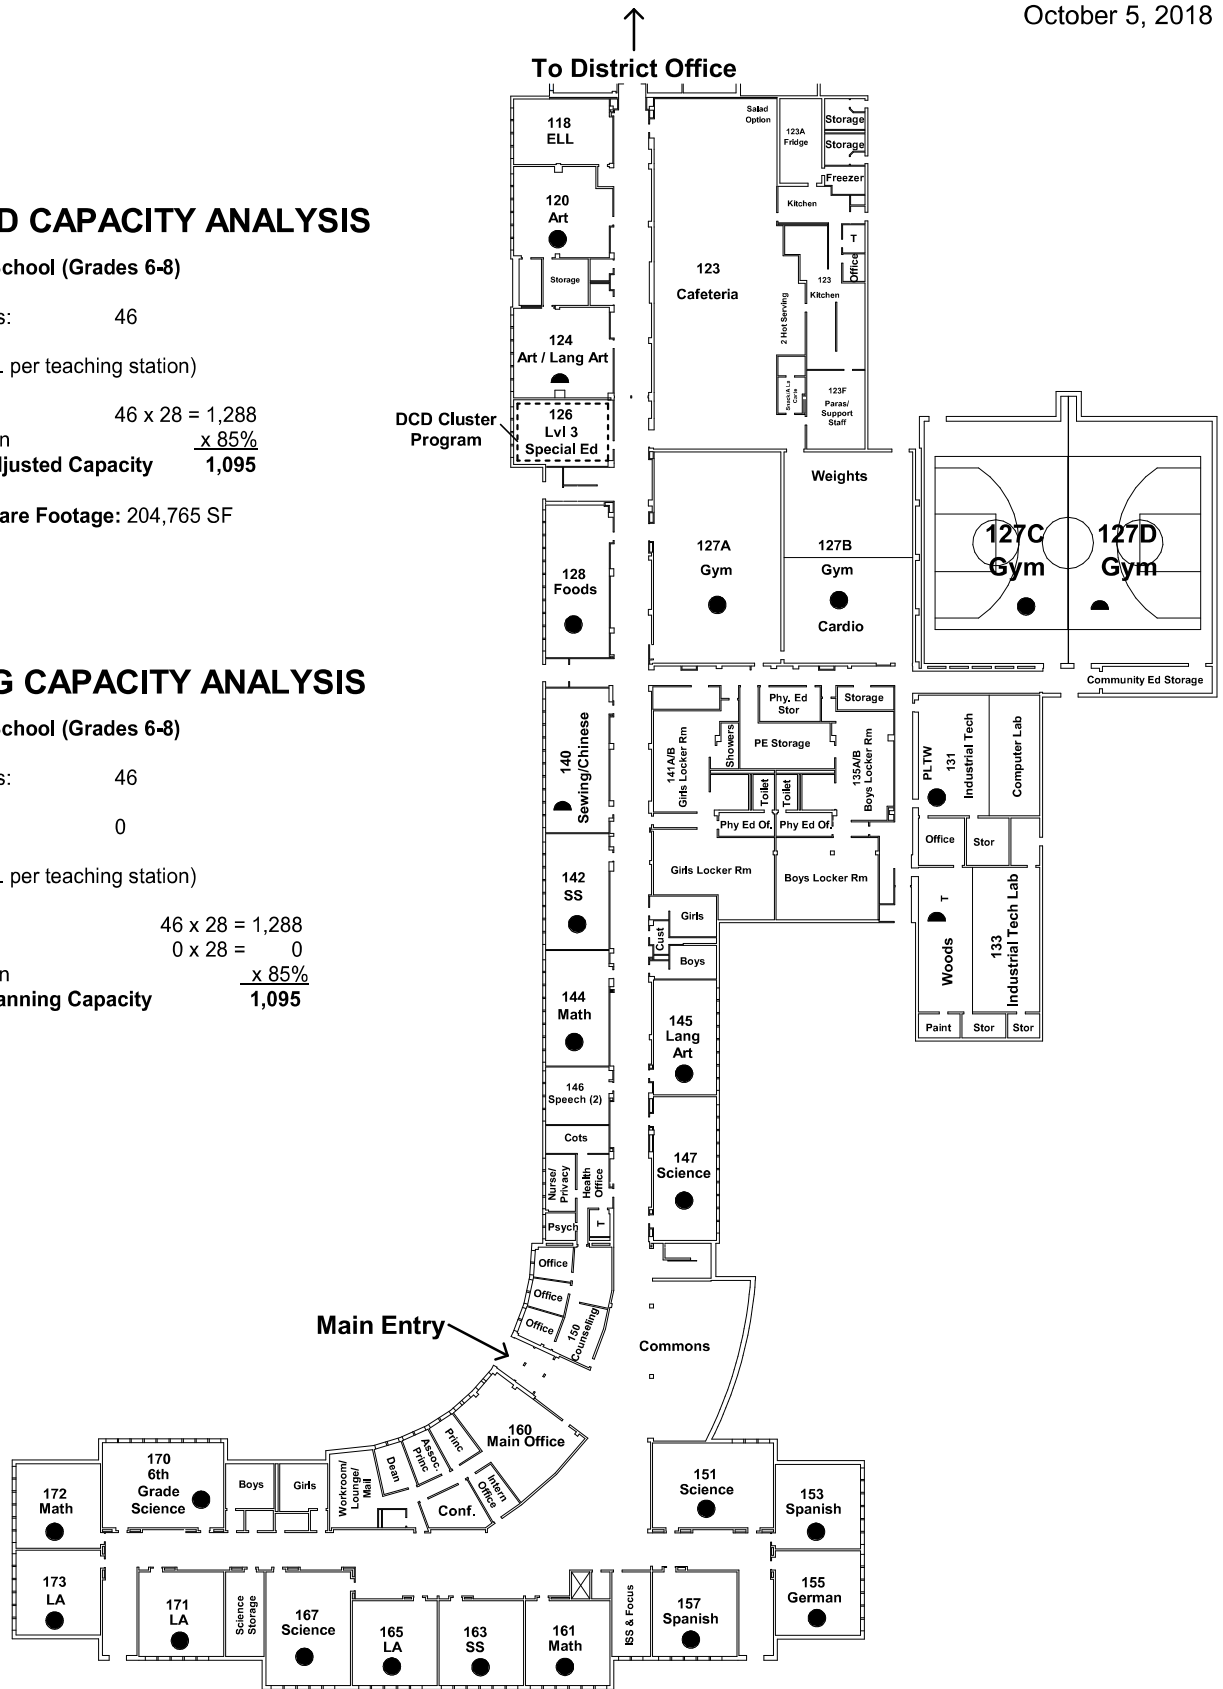 October 5, 2018
To District Office
118
ELL
120
Art
Storage
124
Art / Lang Art
126
Lvl 3
Special Ed
DCD Cluster
Program
Salad
Option
123A
Fridge
Storage
Storage
Freezer
Kitchen
T
Office
123
Cafeteria
123
Kitchen
2 Hot Serving
Snack/A La
Carte
123F
Paras/
Support
Staff
D CAPACITY ANALYSIS
chool (Grades 6-8)
s: 46
per teaching station)
46 x 28 = 1,288
n x 85%
justed Capacity 1,095
are Footage: 204,765 SF
Weights
127A
Gym
127B
Gym
Cardio
127C
Gym
127D
Gym
Community Ed Storage
128
Foods
G CAPACITY ANALYSIS
chool (Grades 6-8)
s: 46
0
per teaching station)
46 x 28 = 1,288
0 x 28 = 0
n x 85%
anning Capacity 1,095
140
Sewing/Chinese
142
SS
144
Math
146
Speech (2)
Cots
Nurse/
Privacy
Health
Office
Psych
T
Office
Office
Office
150
Counseling
Phy. Ed
Stor
Storage
Showers
PE Storage
141A/B
Girls Locker Rm
135A/B
Boys Locker Rm
Toilet
Toilet
Phy Ed Of.
Phy Ed Of.
Girls Locker Rm
Boys Locker Rm
Girls
Cust
Boys
PLTW
131
Industrial Tech
Computer Lab
Office
Stor
T
Woods
133
Industrial Tech Lab
Paint
Stor
Stor
145
Lang
Art
147
Science
Main Entry
Commons
160
Main Office
Princ
Assoc.
Princ
Dean
Workroom/
Lounge/
Mail
Intern
Office
Conf.
170
6th
Grade
Science
Boys
Girls
172
Math
173
LA
171
LA
Science
Storage
167
Science
165
LA
163
SS
161
Math
ISS & Focus
157
Spanish
151
Science
153
Spanish
155
German